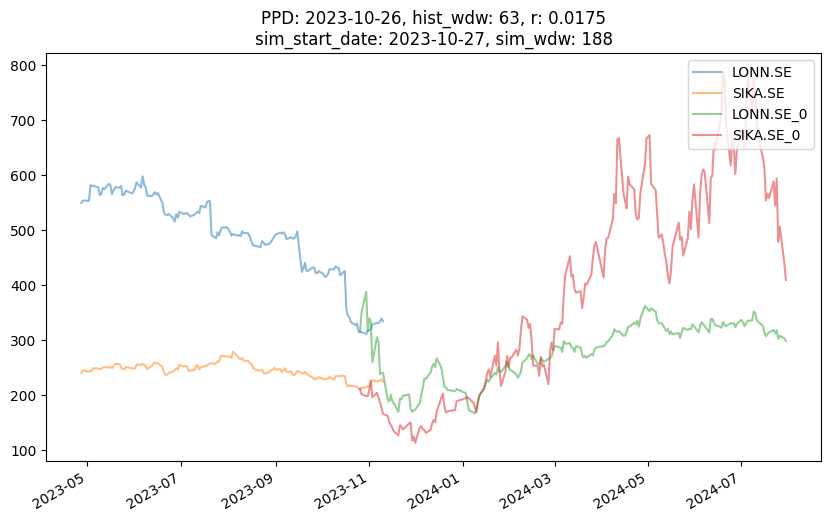 PPD: 2023-10-26, hist_wdw: 63, r: 0.0175
sim_start_date: 2023-10-27, sim_wdw: 188
800
700
600
500
400
300
200
100
LONN.SE
SIKA.SE
LONN.SE_0
SIKA.SE_0
2023-05
2023-07
2023-09
2023-11
2024-01
2024-03
2024-05
2024-07